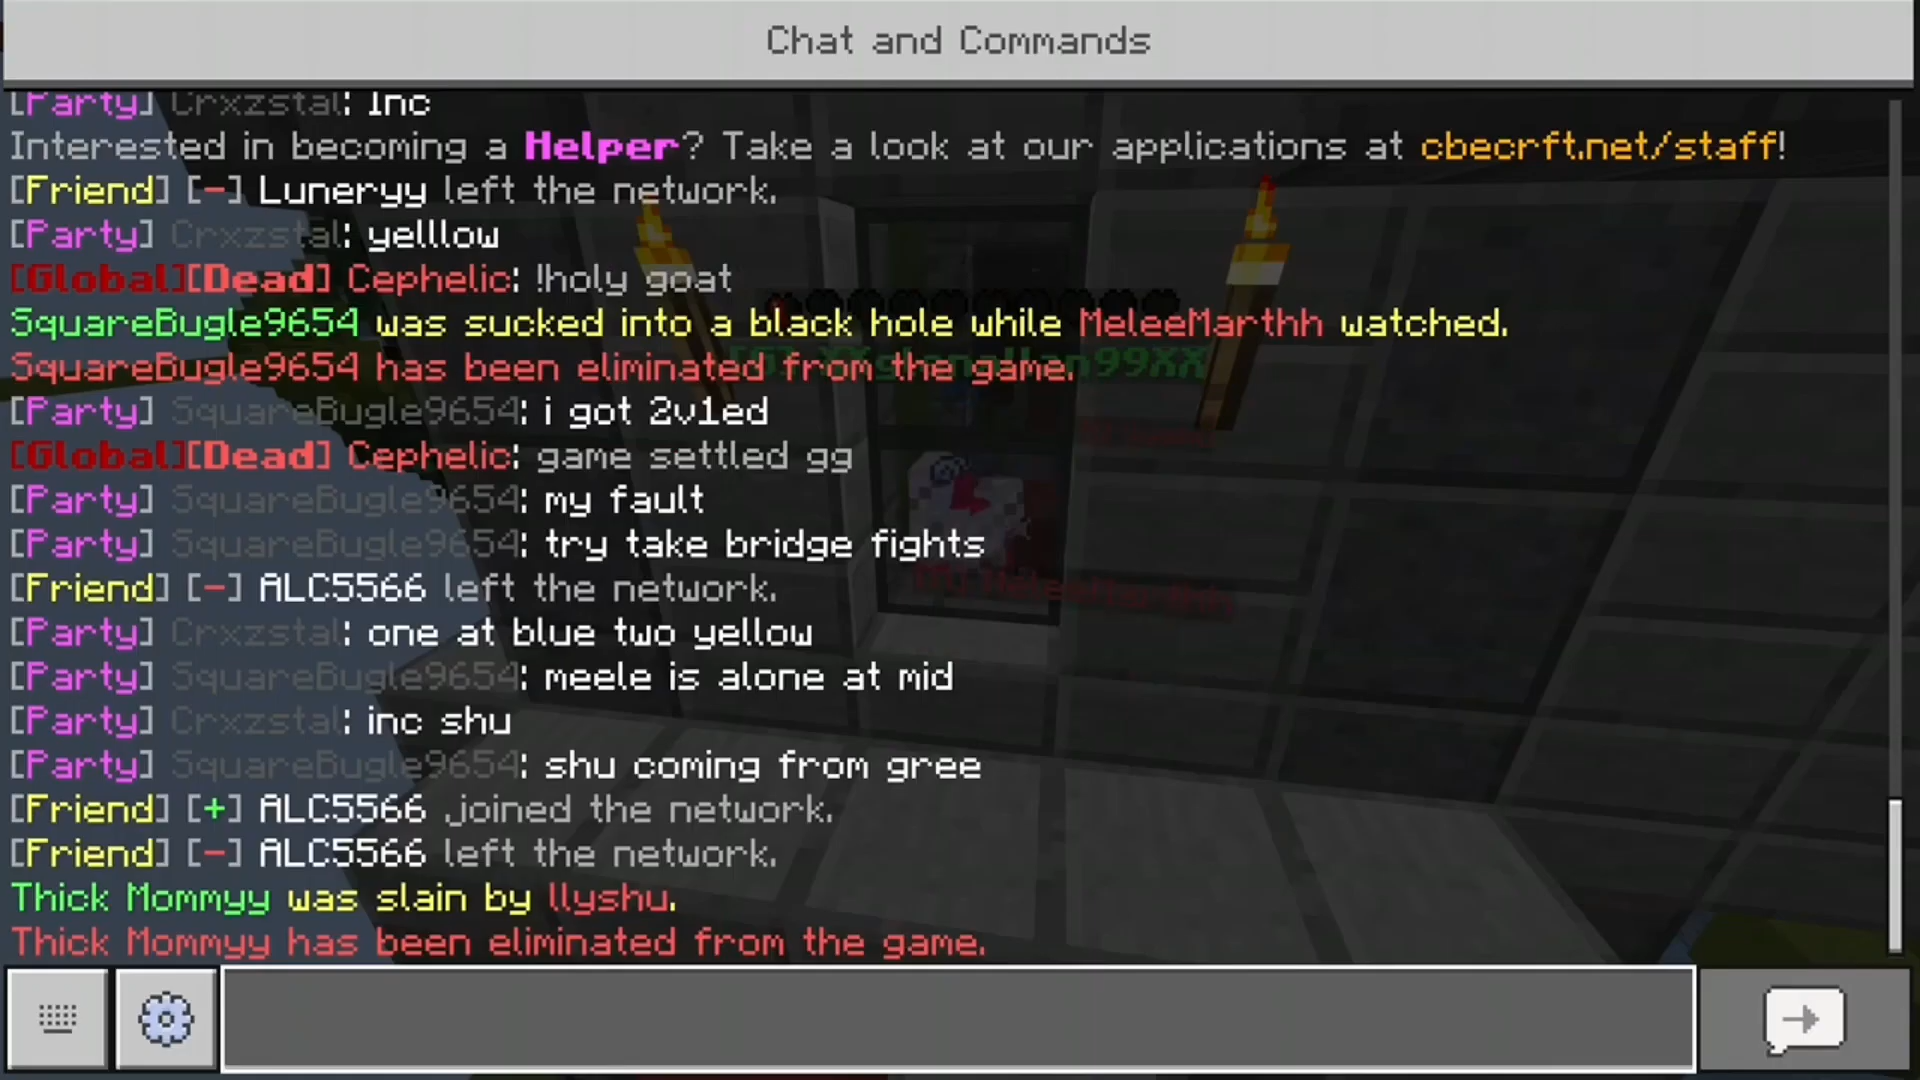 Chat and Commands
[Party] Crxzstal: Inc
Interested in becoming a Helper? Take a look at our applications at cbecrft.net/staff!
[Friend] [-] Luneryy left the network.
[Party] Crxzstal: yelllow
[Global][Dead] Cephelic: !holy goat
SquareBugle9654 was sucked into a black hole while MeleeMarthh watched.
SquareBugle9654 has been eliminated from the game.
[Party] SquareBugle9654: i got 2v1ed
[Global][Dead] Cephelic: game settled gg
[Party] SquareBugle9654: my fault
[Party] SquareBugle9654: try take bridge fights
[Friend] [-] ALC5566 left the network.
[Party] Crxzstal: one at blue two yellow
[Party] SquareBugle9654: meele is alone at mid
[Party] Crxzstal: inc shu
[Party] SquareBugle9654: shu coming from gree
[Friend] [+] ALC5566 joined the network.
[Friend] [-] ALC5566 left the network.
Thick Mommyy was slain by llyshu.
Thick Mommyy has been eliminated from the game.